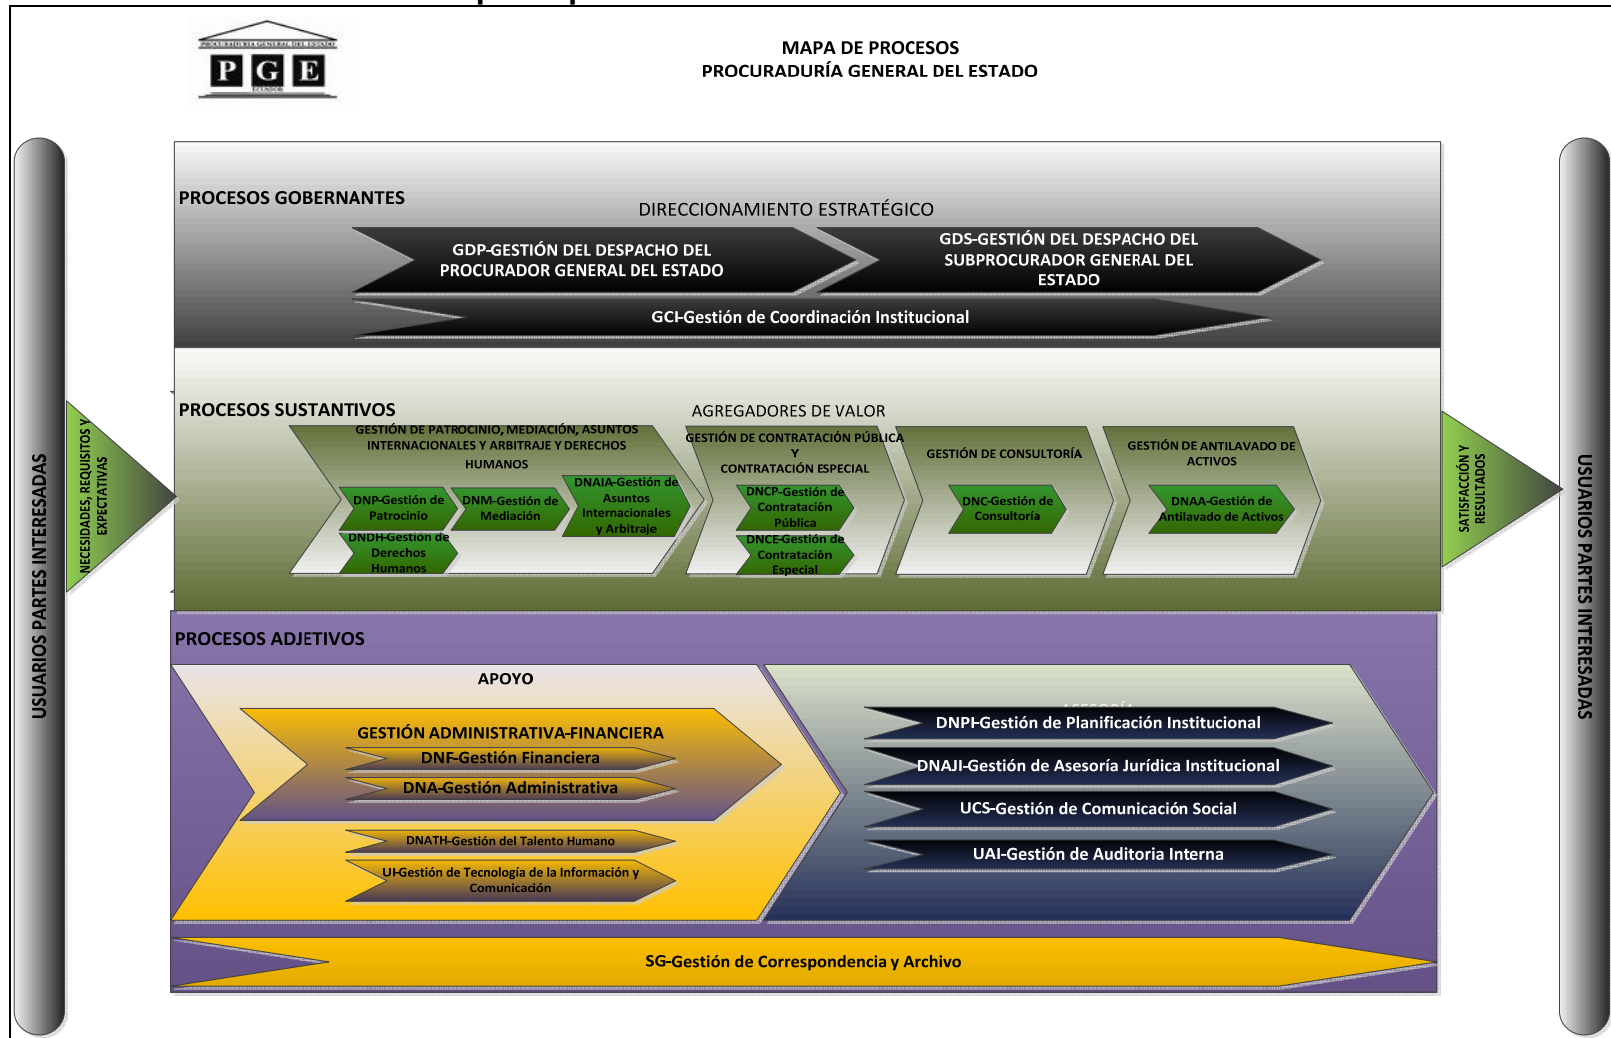 PROCURADURIA GENERAL DEL ESTADO
P G E
ECUADOR
MAPA DE PROCESOS
PROCURADURÍA GENERAL DEL ESTADO
USUARIOS PARTES INTERESADAS
NECESIDADES, REQUISITOS Y
EXPECTATIVAS
PROCESOS GOBERNANTES
DIRECCIONAMIENTO ESTRATÉGICO
GDP-GESTIÓN DEL DESPACHO DEL
PROCURADOR GENERAL DEL ESTADO
GDS-GESTIÓN DEL DESPACHO DEL
SUBPROCURADOR GENERAL DEL
ESTADO
GCI-Gestión de Coordinación Institucional
PROCESOS SUSTANTIVOS
AGREGADORES DE VALOR
GESTIÓN DE PATROCINIO, MEDIACIÓN, ASUNTOS
INTERNACIONALES Y ARBITRAJE Y DERECHOS
HUMANOS
DNP-Gestión de
Patrocinio
DNM-Gestión de
Mediación
DNAIA-Gestión de
Asuntos
Internacionales
y Arbitraje
DNDH-Gestión de
Derechos
Humanos
GESTIÓN DE CONTRATACIÓN PÚBLICA
Y
CONTRATACIÓN ESPECIAL
DNCP-Gestión de
Contratación
Pública
DNCE-Gestión de
Contratación
Especial
GESTIÓN DE CONSULTORÍA
DNC-Gestión de
Consultoría
GESTIÓN DE ANTILAVADO DE
ACTIVOS
DNAA-Gestión de
Antilavado de Activos
SATISFACCIÓN Y
RESULTADOS
USUARIOS PARTES INTERESADAS
PROCESOS ADJETIVOS
APOYO
GESTIÓN ADMINISTRATIVA-FINANCIERA
DNF-Gestión Financiera
DNA-Gestión Administrativa
DNATH-Gestión del Talento Humano
UI-Gestión de Tecnología de la Información y
Comunicación
ASESORÍA
DNPI-Gestión de Planificación Institucional
DNAJI-Gestión de Asesoría Jurídica Institucional
UCS-Gestión de Comunicación Social
UAI-Gestión de Auditoria Interna
SG-Gestión de Correspondencia y Archivo